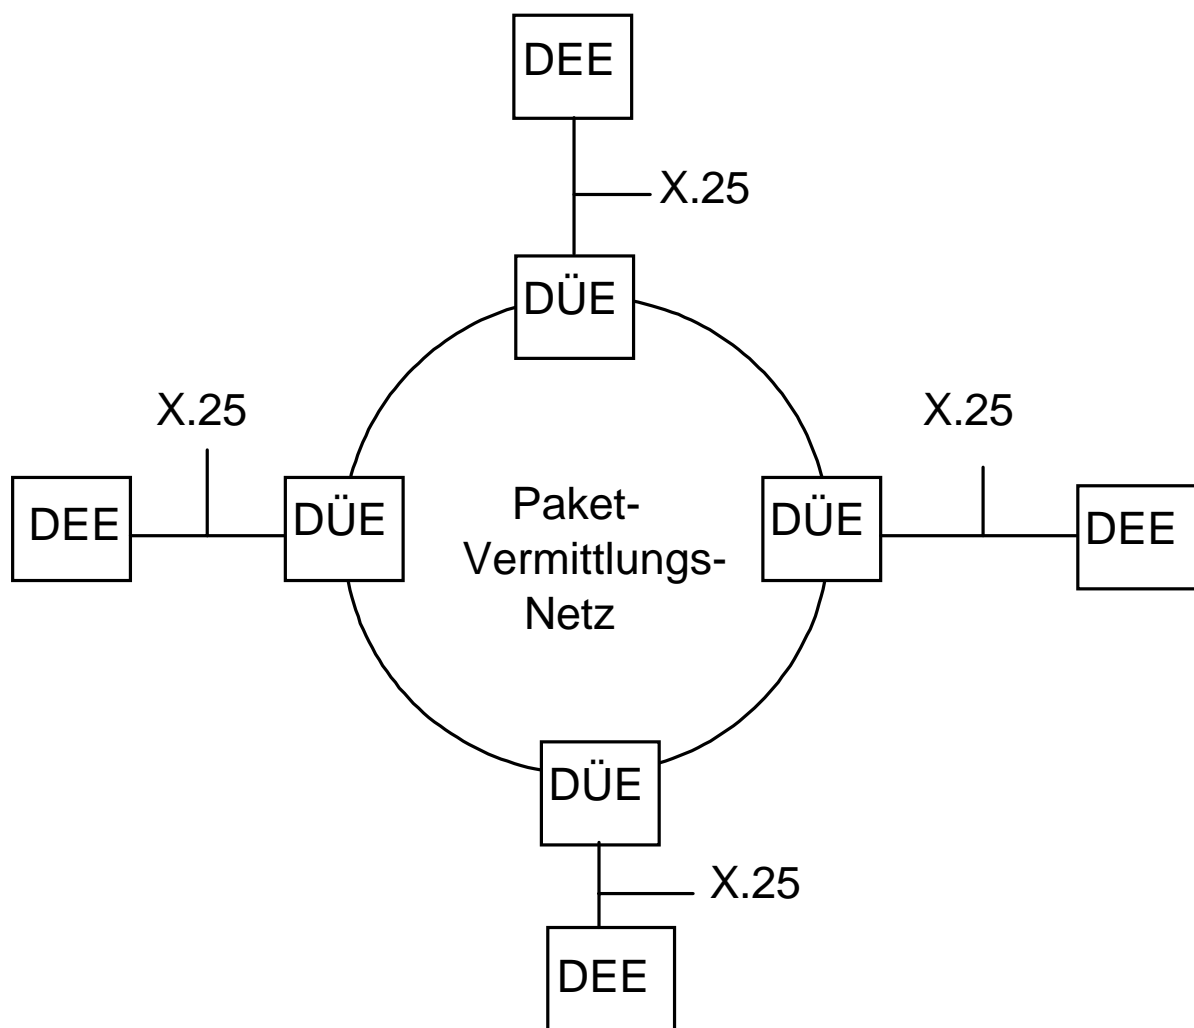 DEE
X.25
DÜE
X.25
X.25
DEE
DÜE
Paket-
Vermittlungs-
Netz
DÜE
DEE
DÜE
X.25
DEE